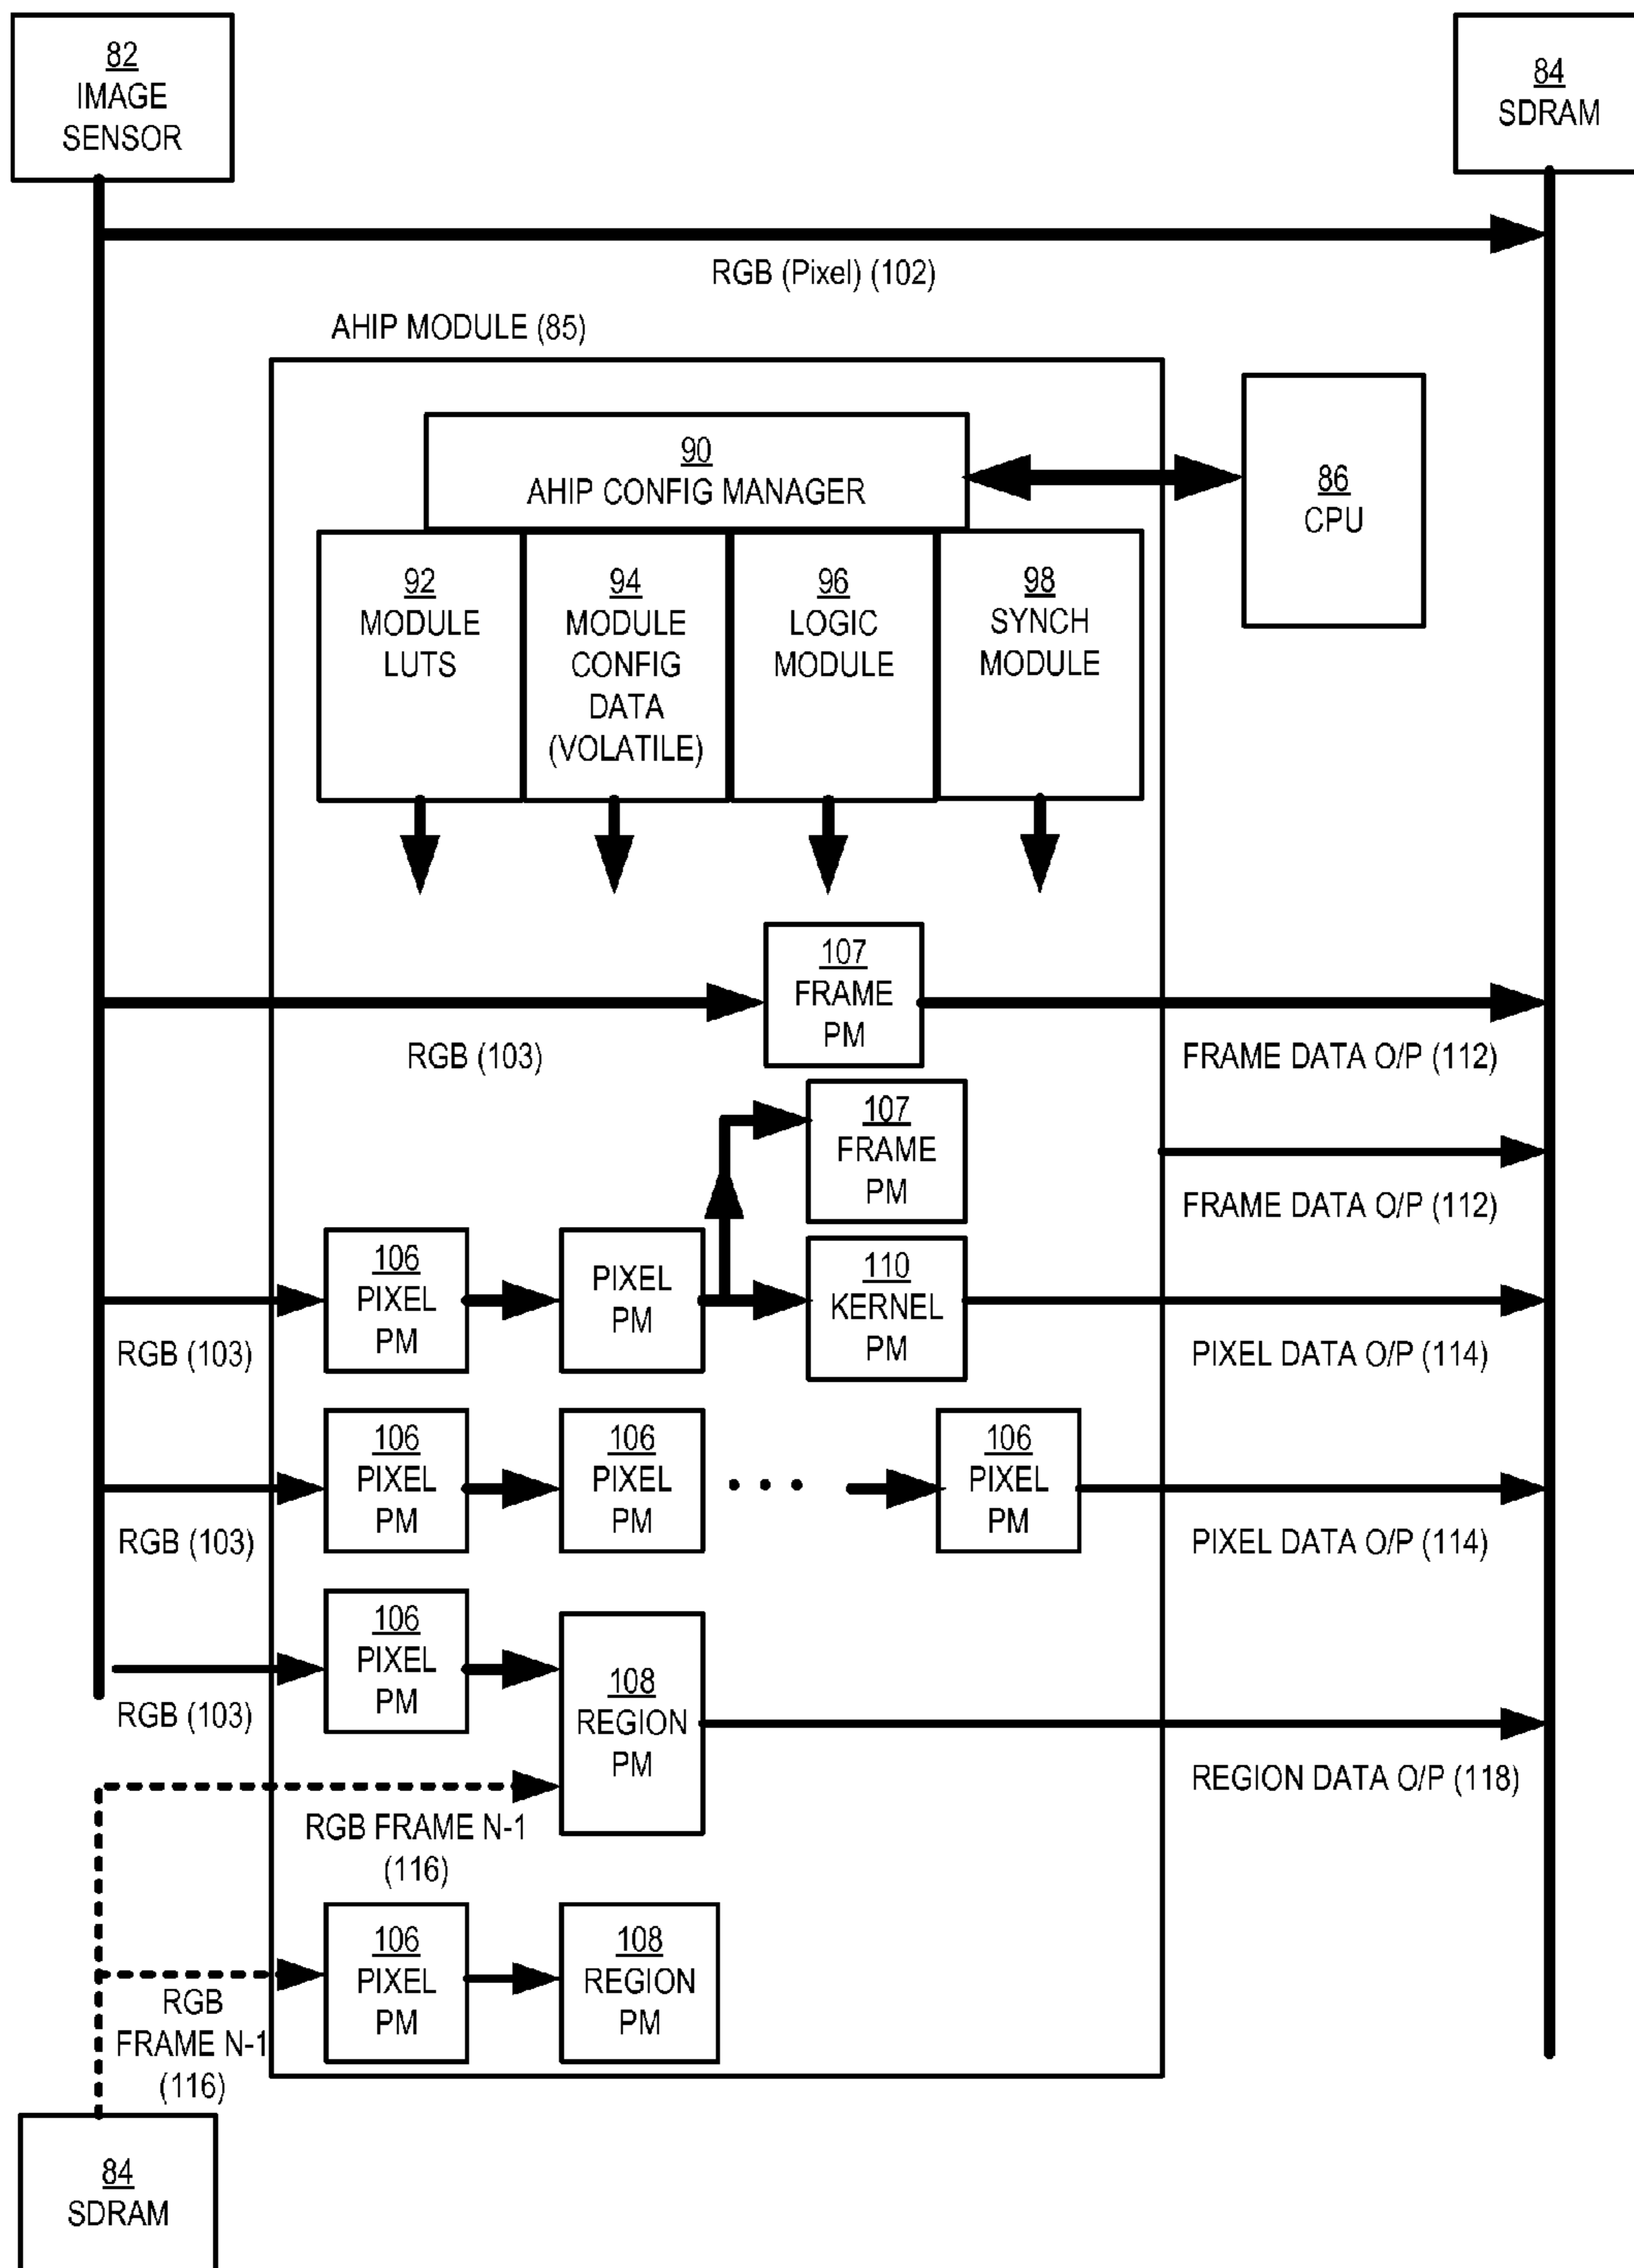 82
IMAGE
SENSOR
84
SDRAM
RGB (Pixel) (102)
AHIP MODULE (85)
90
AHIP CONFIG MANAGER
86
CPU
92
MODULE
LUTS
94
MODULE
CONFIG
DATA
(VOLATILE)
96
LOGIC
MODULE
98
SYNCH
MODULE
107
FRAME
PM
RGB (103)
FRAME DATA O/P (112)
107
FRAME
PM
FRAME DATA O/P (112)
106
PIXEL
PM
PIXEL
PM
110
KERNEL
PM
RGB (103)
PIXEL DATA O/P (114)
106
PIXEL
PM
106
PIXEL
PM
• • •
106
PIXEL
PM
RGB (103)
PIXEL DATA O/P (114)
106
PIXEL
PM
108
REGION
PM
RGB (103)
REGION DATA O/P (118)
RGB FRAME N-1
(116)
106
PIXEL
PM
108
REGION
PM
RGB
FRAME N-1
(116)
84
SDRAM